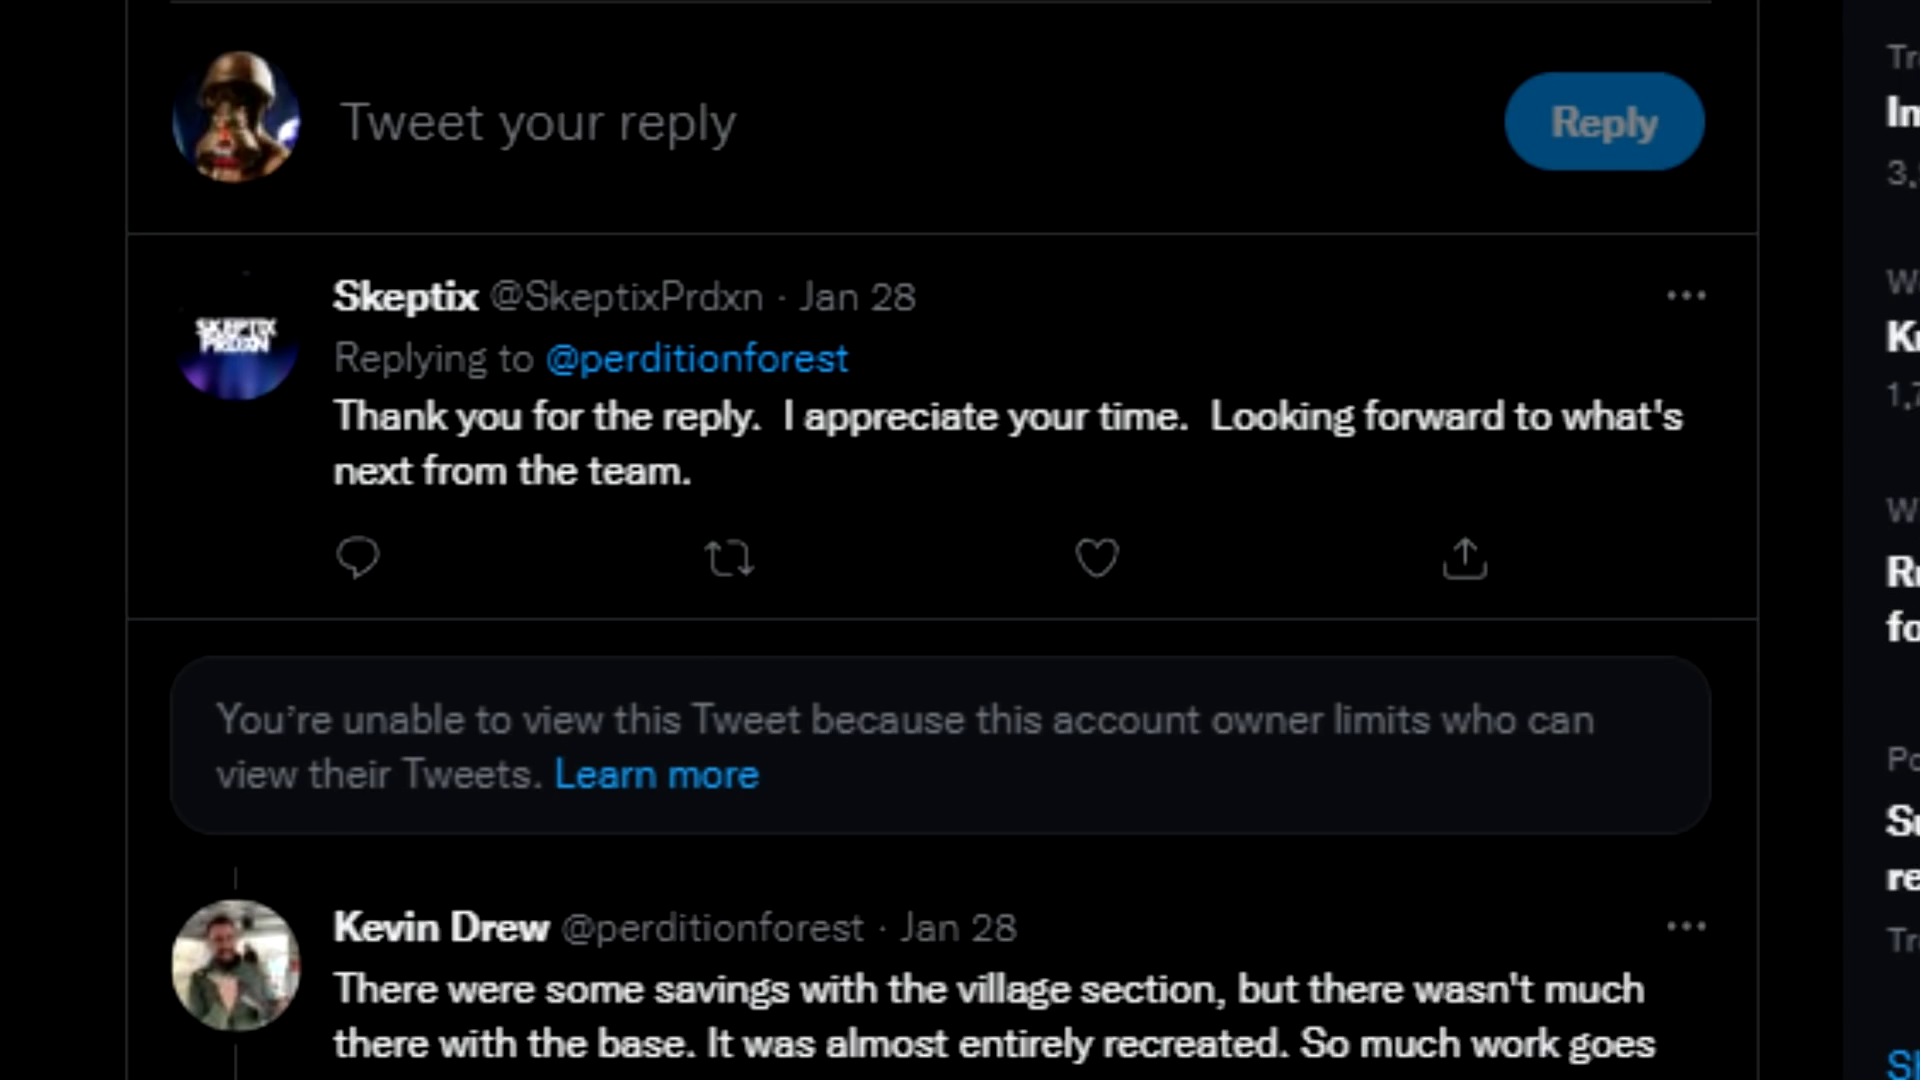 Tweet your reply
Reply
Skeptix @SkeptixPrdxn · Jan 28
SKEPTIX
PRDXN
Replying to @perditionforest
Thank you for the reply.  I appreciate your time.  Looking forward to what's
next from the team.
You’re unable to view this Tweet because this account owner limits who can
view their Tweets. Learn more
Kevin Drew @perditionforest · Jan 28
There were some savings with the village section, but there wasn't much
there with the base. It was almost entirely recreated. So much work goes